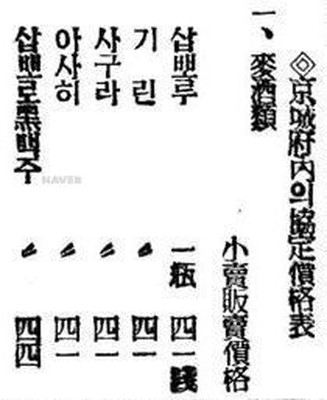 ◎京城府內의協定價格表
一、麥酒類
小賣販賣價格
삽뽀루 一瓶 四一錢
기린 〃 四一
사구라 〃 四一
아사히 〃 四一
삽뽀로黑맥주 〃 四四
NAVER